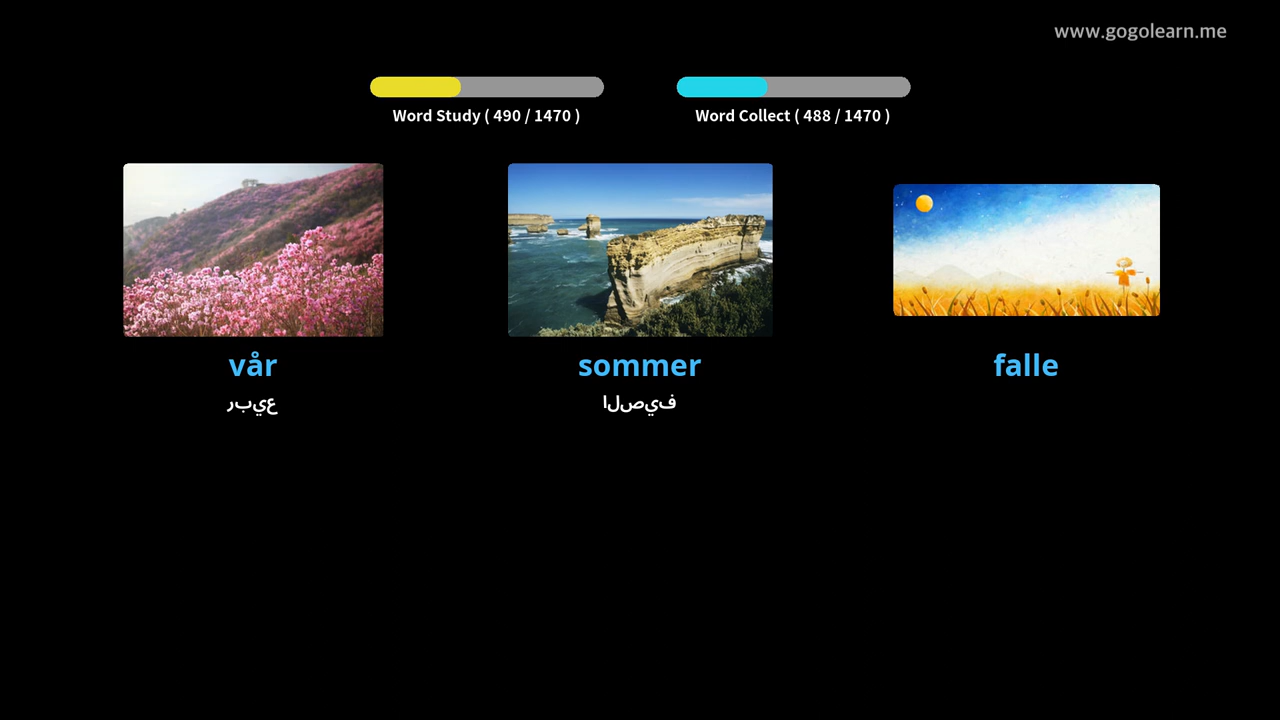 www.gogolearn.me
Word Study ( 490 / 1470 )
Word Collect ( 488 / 1470 )
vår
sommer
falle
ربيع
الصيف